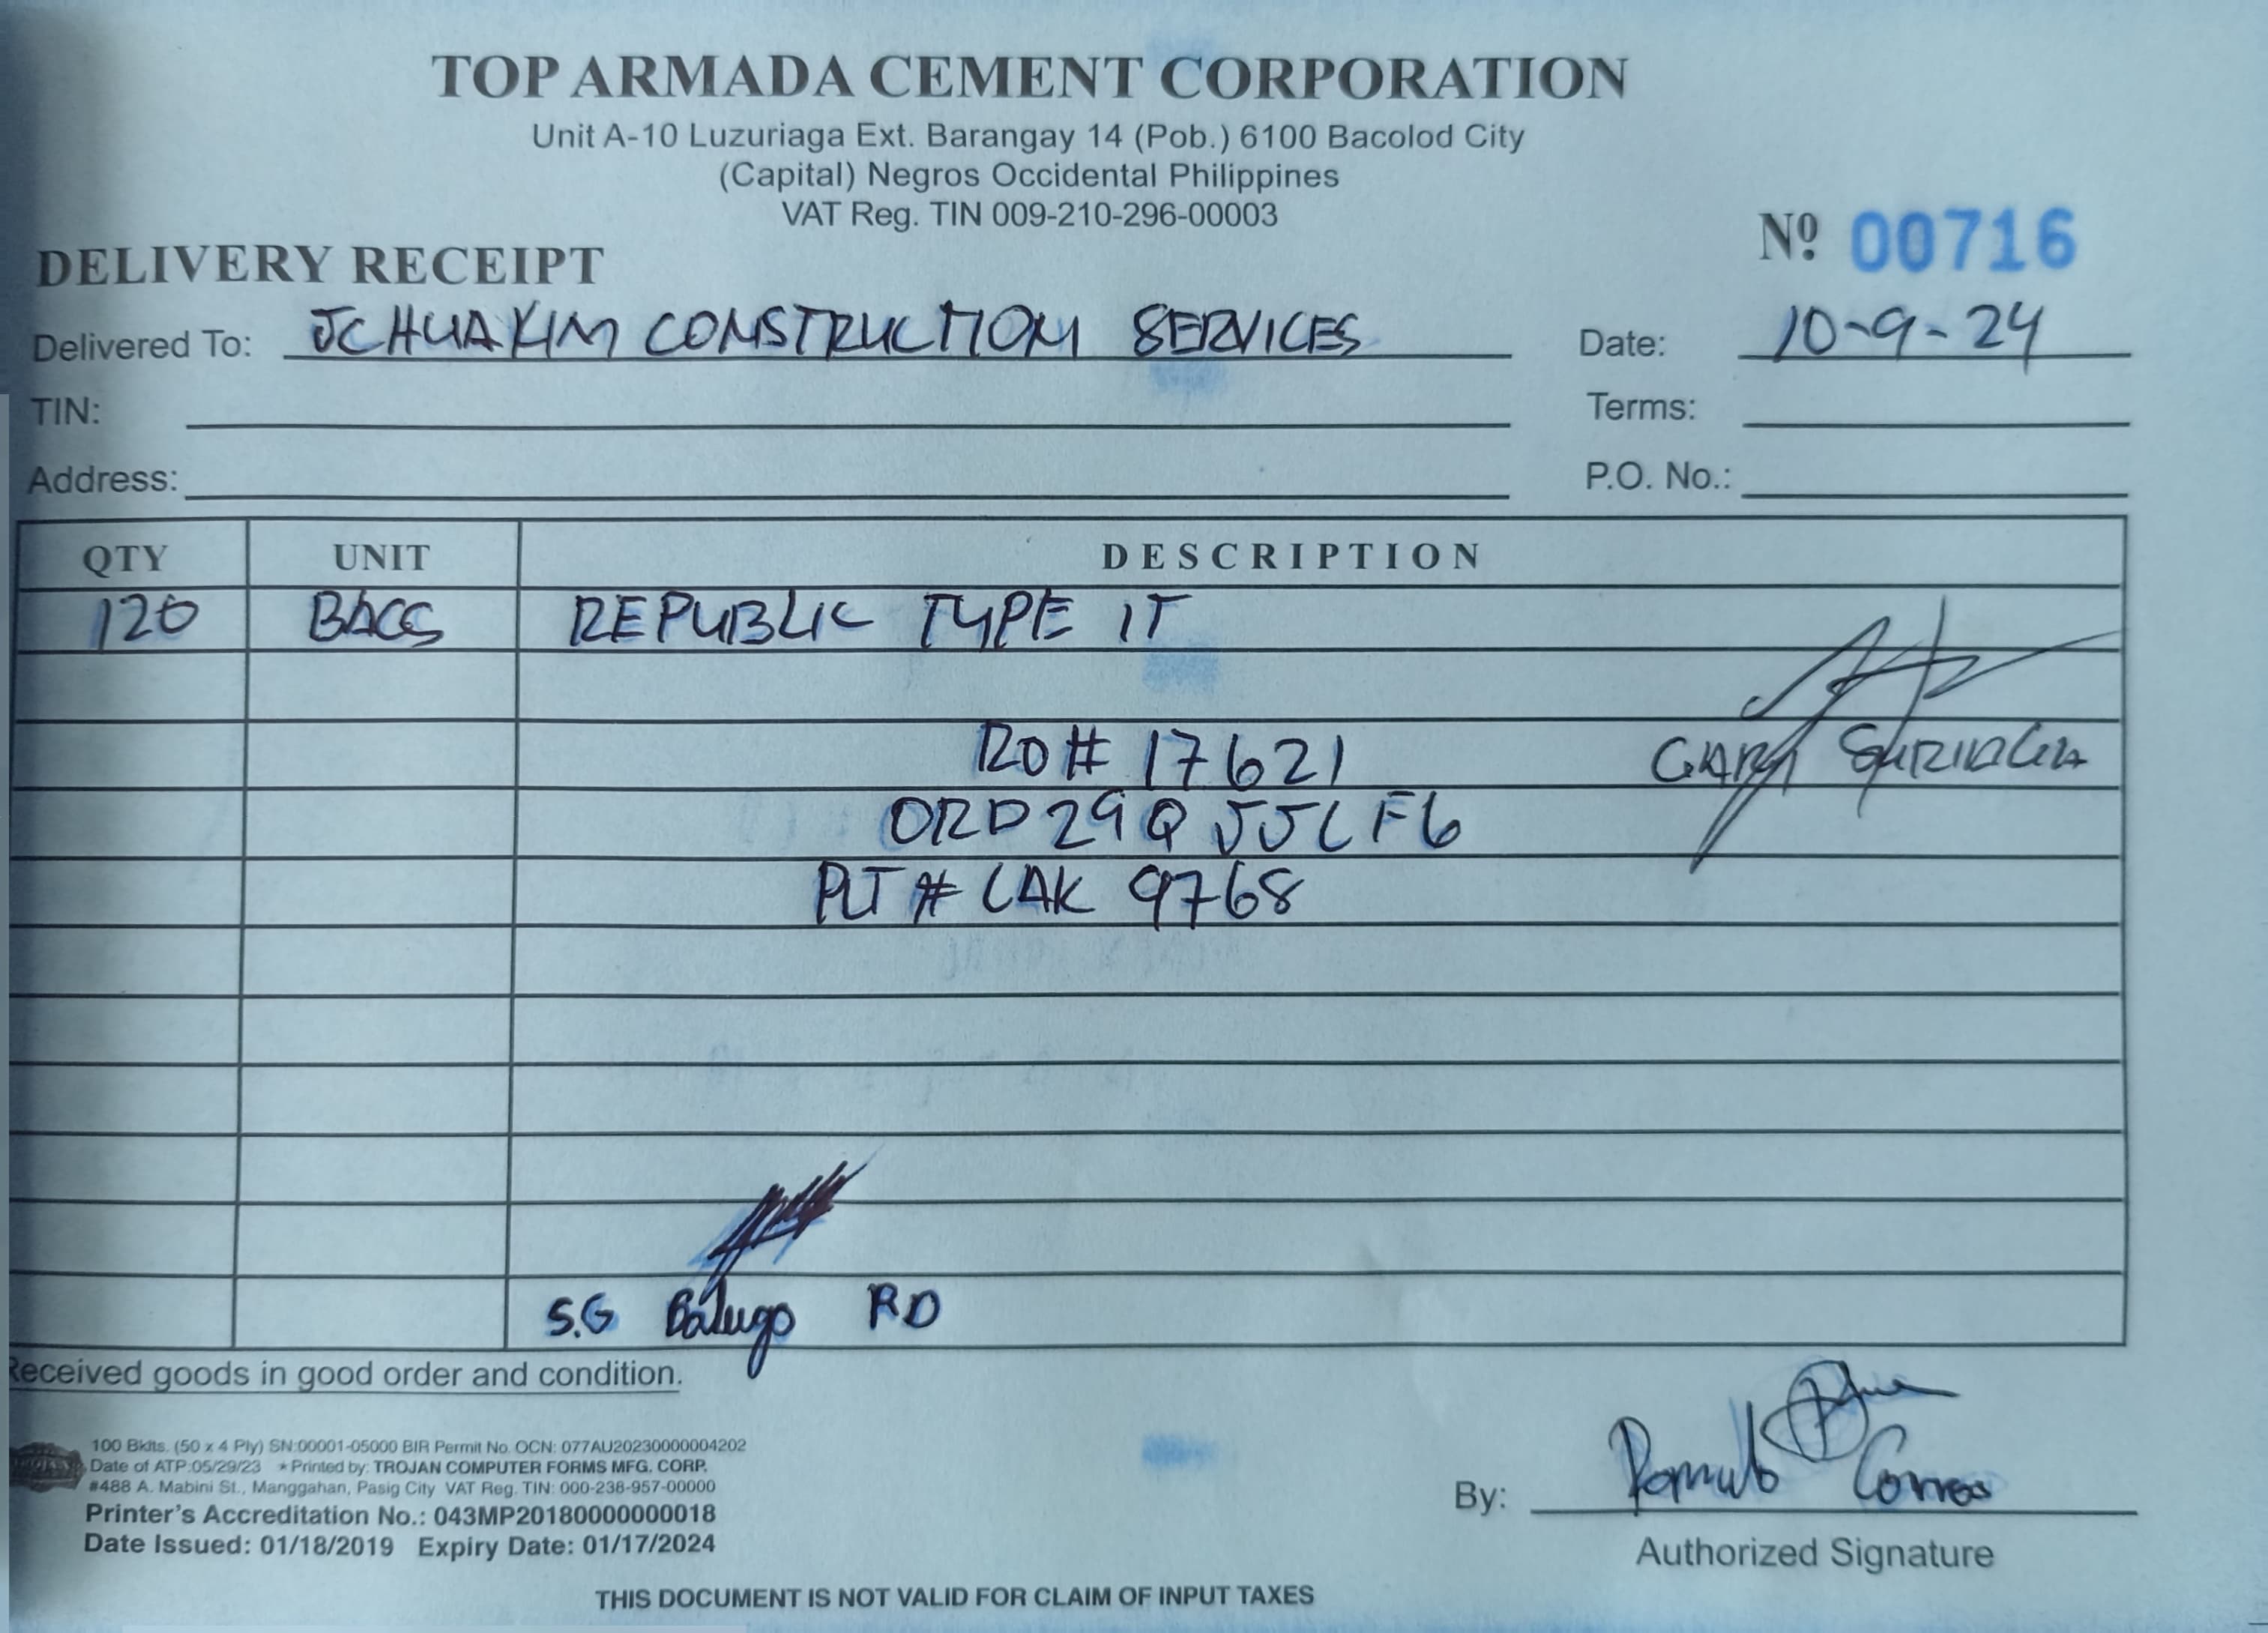 TOP ARMADA CEMENT CORPORATION
Unit A-10 Luzuriaga Ext. Barangay 14 (Pob.) 6100 Bacolod City
(Capital) Negros Occidental Philippines
VAT Reg. TIN 009-210-296-00003
Nº 00716
DELIVERY RECEIPT
Delivered To: JCHUAKIM CONSTRUCTION SERVICES Date: 10-9-24
TIN: Terms:
Address: P.O. No.:
QTY UNIT DESCRIPTION
120 BAGS REPUBLIC TYPE 1T
RO# 17621
GARY
ORD29QJJLF6
PLT# LAK 9768
S.G Balugo RD
Received goods in good order and condition.
100 Bklts. (50 x 4 Ply) SN:00001-05000 BIR Permit No. OCN: 077AU20230000004202
Date of ATP:05/29/23 * Printed by: TROJAN COMPUTER FORMS MFG. CORP.
#488 A. Mabini St., Manggahan, Pasig City VAT Reg. TIN: 000-238-957-00000
Printer's Accreditation No.: 043MP20180000000018
Date Issued: 01/18/2019 Expiry Date: 01/17/2024
By: Romulo
Authorized Signature
THIS DOCUMENT IS NOT VALID FOR CLAIM OF INPUT TAXES